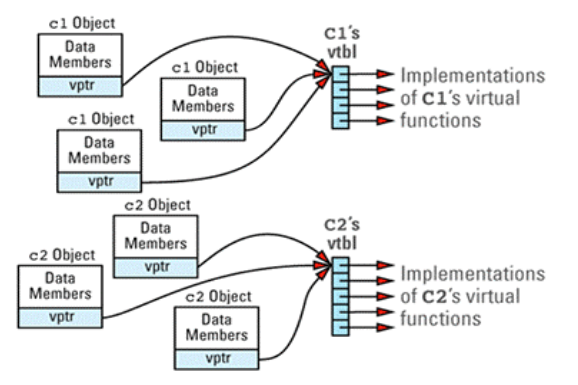 c1 Object
Data
Members
vptr
c1 Object
Data
Members
vptr
c1 Object
Data
Members
vptr
C1's
vtbl
Implementations
of C1's virtual
functions
c2 Object
Data
Members
vptr
c2 Object
Data
Members
vptr
c2 Object
Data
Members
vptr
C2's
vtbl
Implementations
of C2's virtual
functions